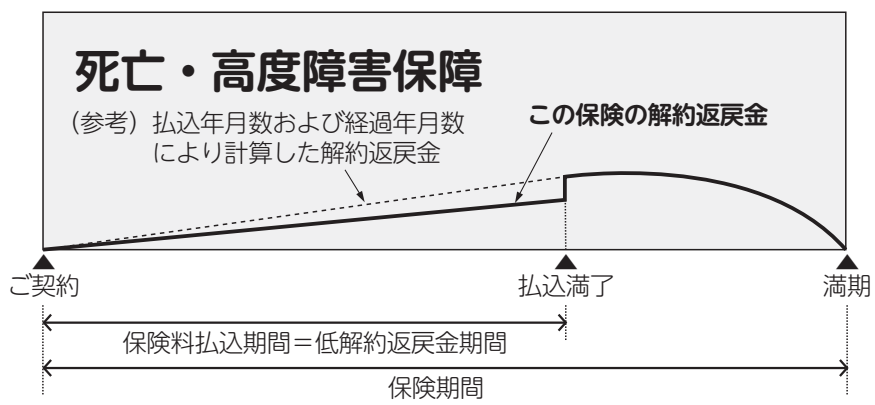 死亡・高度障害保障
(参考)払込年月数および経過年月数
により計算した解約返戻金
この保険の解約返戻金
ご契約
払込満了
満期
保険料払込期間=低解約返戻金期間
保険期間